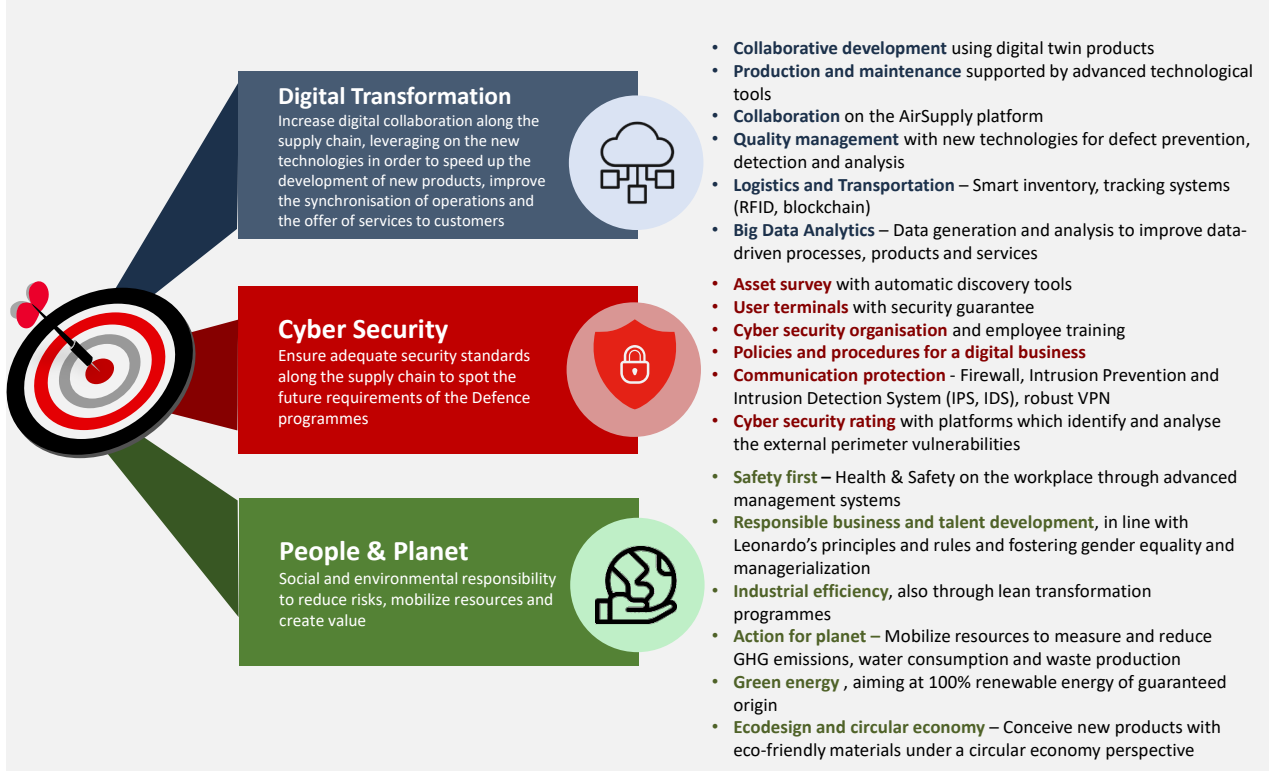 Digital Transformation
Increase digital collaboration along the
supply chain, leveraging on the new
technologies in order to speed up the
development of new products, improve
the synchronisation of operations and
the offer of services to customers
• Collaborative development using digital twin products
• Production and maintenance supported by advanced technological
tools
• Collaboration on the AirSupply platform
• Quality management with new technologies for defect prevention,
detection and analysis
• Logistics and Transportation – Smart inventory, tracking systems
(RFID, blockchain)
• Big Data Analytics – Data generation and analysis to improve data-
driven processes, products and services
Cyber Security
Ensure adequate security standards
along the supply chain to spot the
future requirements of the Defence
programmes
• Asset survey with automatic discovery tools
• User terminals with security guarantee
• Cyber security organisation and employee training
• Policies and procedures for a digital business
• Communication protection - Firewall, Intrusion Prevention and
Intrusion Detection System (IPS, IDS), robust VPN
• Cyber security rating with platforms which identify and analyse
the external perimeter vulnerabilities
People & Planet
Social and environmental responsibility
to reduce risks, mobilize resources and
create value
• Safety first – Health & Safety on the workplace through advanced
management systems
• Responsible business and talent development, in line with
Leonardo's principles and rules and fostering gender equality and
managerialization
• Industrial efficiency, also through lean transformation
programmes
• Action for planet – Mobilize resources to measure and reduce
GHG emissions, water consumption and waste production
• Green energy , aiming at 100% renewable energy of guaranteed
origin
• Ecodesign and circular economy – Conceive new products with
eco-friendly materials under a circular economy perspective